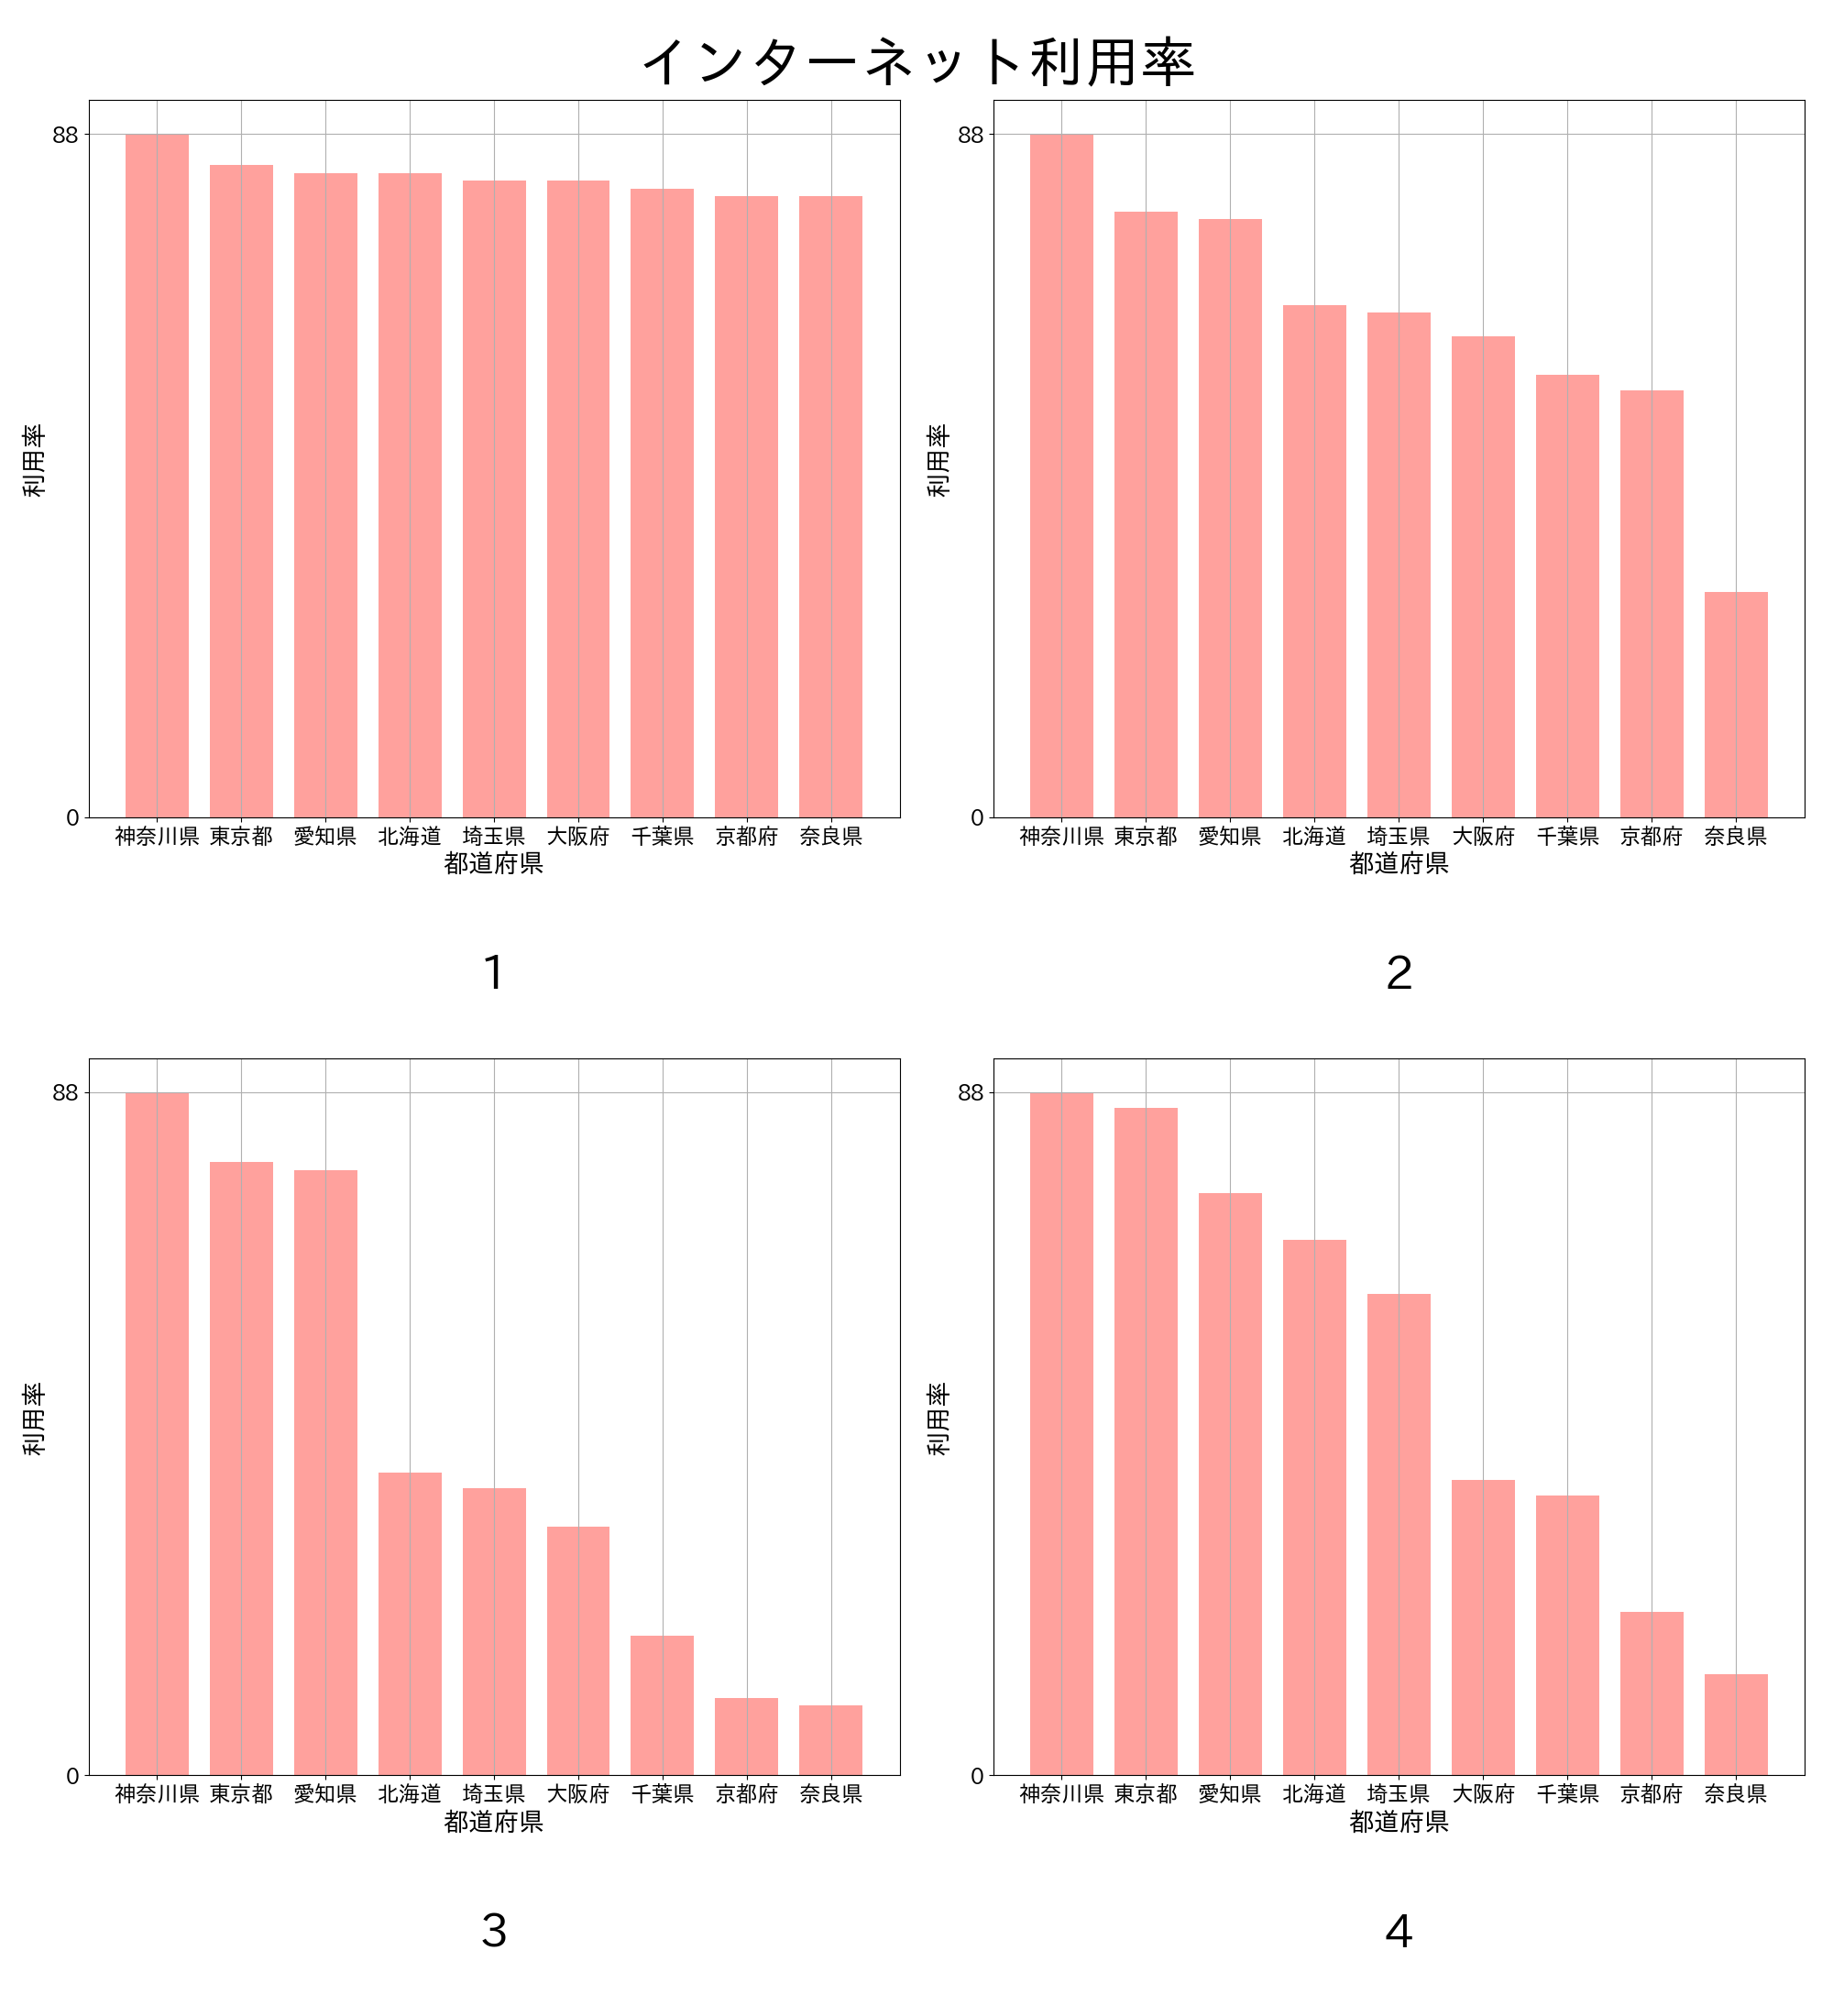 インターネット利用率
88
0
利用率
神奈川県 東京都 愛知県 北海道 埼玉県 大阪府 千葉県 京都府 奈良県
都道府県
1
88
0
利用率
神奈川県 東京都 愛知県 北海道 埼玉県 大阪府 千葉県 京都府 奈良県
都道府県
2
88
0
利用率
神奈川県 東京都 愛知県 北海道 埼玉県 大阪府 千葉県 京都府 奈良県
都道府県
3
88
0
利用率
神奈川県 東京都 愛知県 北海道 埼玉県 大阪府 千葉県 京都府 奈良県
都道府県
4